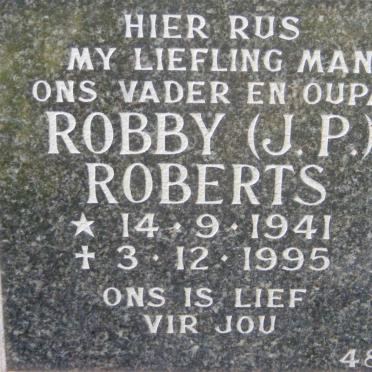 HIER RUS
MY LIEFLING MAN
ONS VADER EN OUPA
ROBBY (J. P.)
ROBERTS
★ 14 · 9 · 1941
✝ 3 · 12 · 1995
ONS IS LIEF
VIR JOU
48